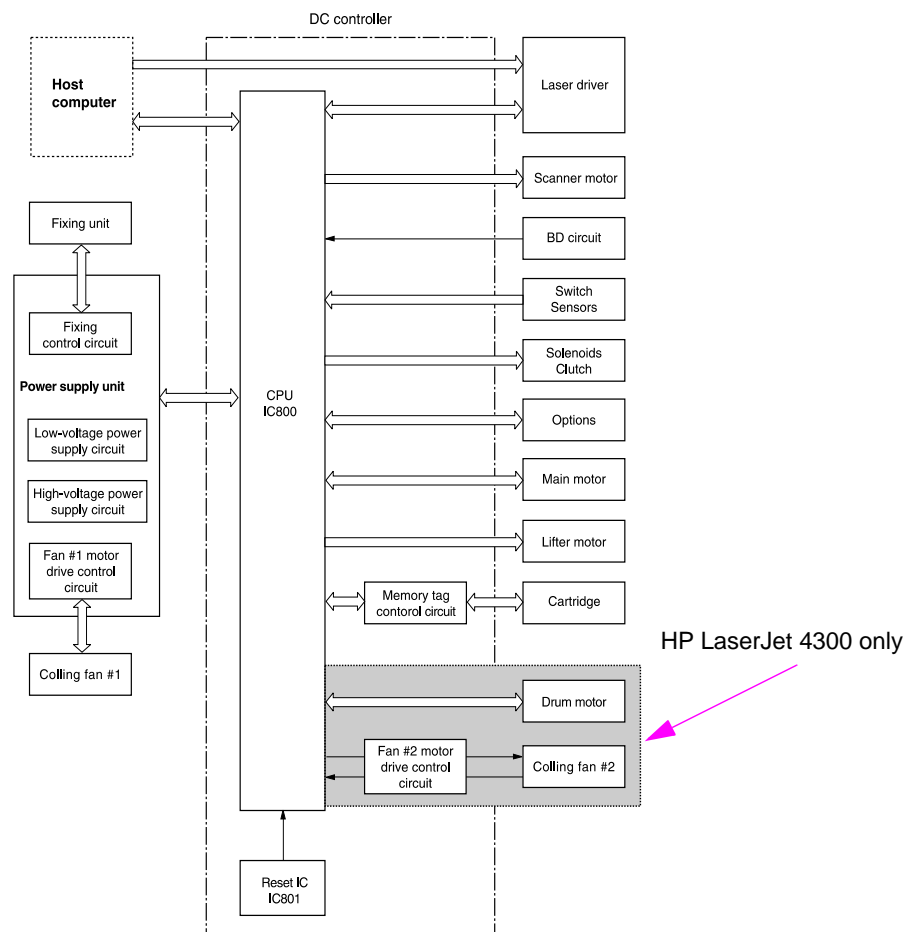 DC controller
Host
computer
Laser driver
Scanner motor
Fixing unit
BD circuit
Switch
Sensors
Fixing
control circuit
Solenoids
Clutch
Power supply unit
CPU
IC800
Options
Low-voltage power
supply circuit
Main motor
High-voltage power
supply circuit
Lifter motor
Fan #1 motor
drive control
circuit
Memory tag
contorol circuit
Cartridge
HP LaserJet 4300 only
Colling fan #1
Drum motor
Fan #2 motor
drive control
circuit
Colling fan #2
Reset IC
IC801